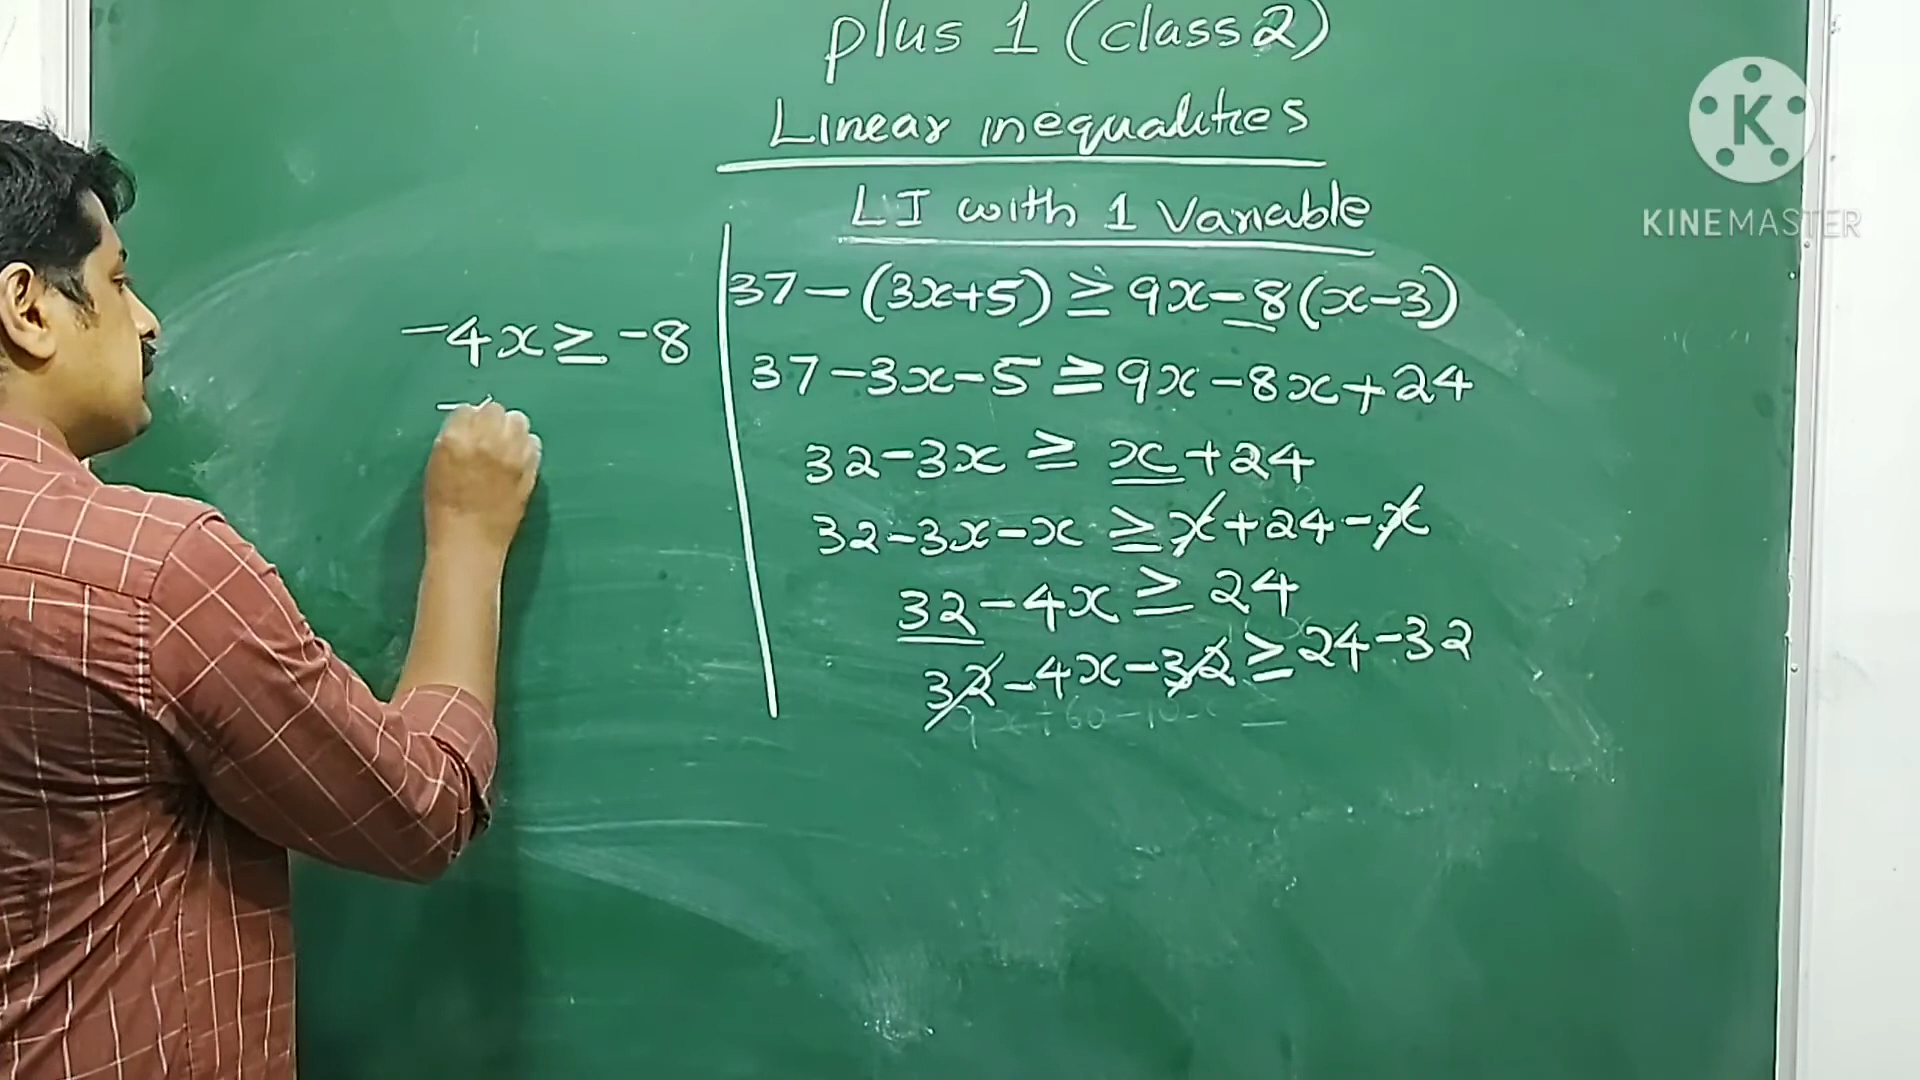 plus 1 (class 2)
Linear inequalities
LI with 1 Variable
37-(3x+5) ≥ 9x-8(x-3)
37-3x-5 ≥ 9x-8x+24
32-3x ≥ x+24
32-3x-x ≥ x+24-x
32-4x ≥ 24
32-4x-32 ≥ 24-32
-4x ≥ -8
K
KINEMASTER